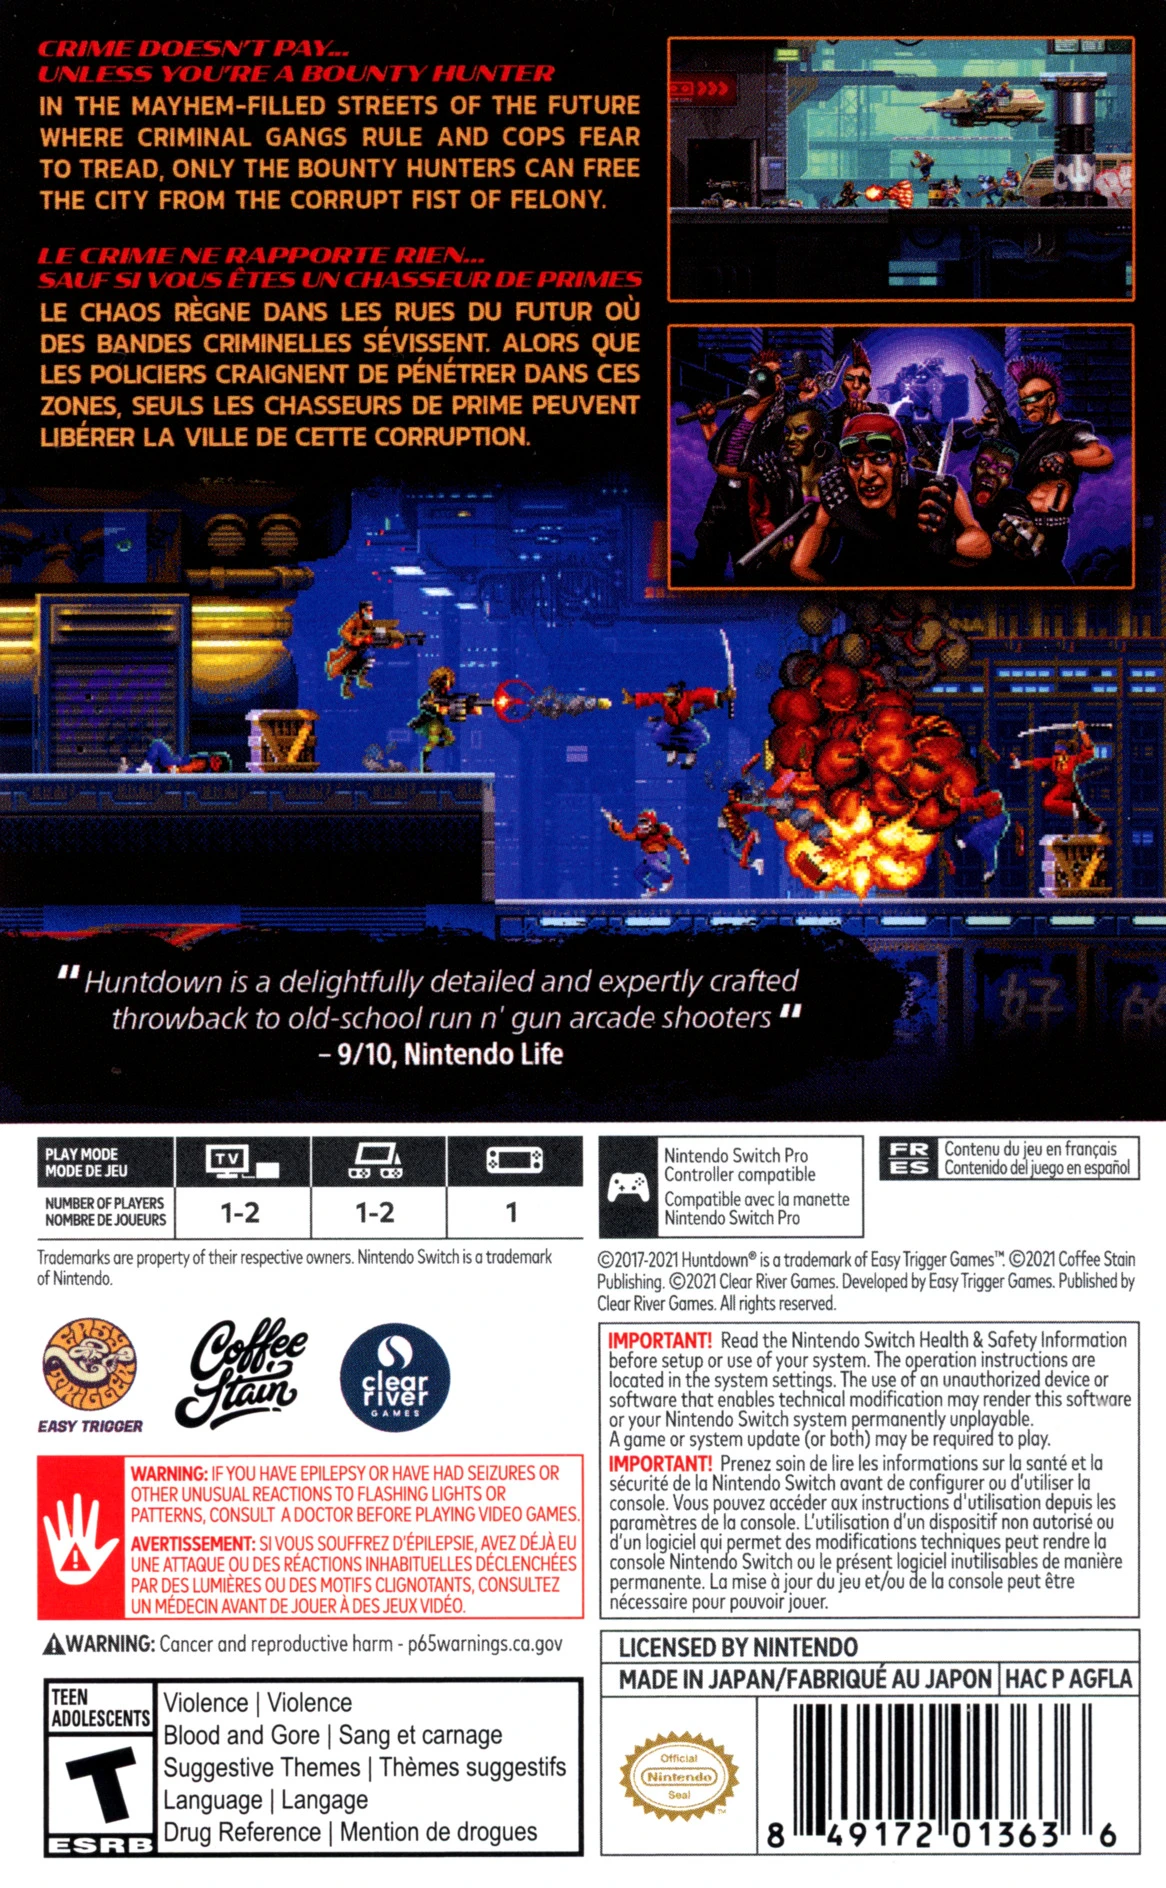 CRIME DOESN'T PAY...
UNLESS YOU'RE A BOUNTY HUNTER
IN THE MAYHEM-FILLED STREETS OF THE FUTURE
WHERE CRIMINAL GANGS RULE AND COPS FEAR
TO TREAD, ONLY THE BOUNTY HUNTERS CAN FREE
THE CITY FROM THE CORRUPT FIST OF FELONY.
LE CRIME NE RAPPORTE RIEN...
SAUF SI VOUS ÊTES UN CHASSEUR DE PRIMES
LE CHAOS RÈGNE DANS LES RUES DU FUTUR OÙ
DES BANDES CRIMINELLES SÉVISSENT. ALORS QUE
LES POLICIERS CRAIGNENT DE PÉNÉTRER DANS CES
ZONES, SEULS LES CHASSEURS DE PRIME PEUVENT
LIBÉRER LA VILLE DE CETTE CORRUPTION.
好 的
"Huntdown is a delightfully detailed and expertly crafted
throwback to old-school run n' gun arcade shooters"
– 9/10, Nintendo Life
PLAY MODE
MODE DE JEU
TV
NUMBER OF PLAYERS
NOMBRE DE JOUEURS
1-2
1-2
1
Nintendo Switch Pro
Controller compatible
Compatible avec la manette
Nintendo Switch Pro
FR Contenu du jeu en français
ES Contenido del juego en español
Trademarks are property of their respective owners. Nintendo Switch is a trademark
of Nintendo.
©2017-2021 Huntdown® is a trademark of Easy Trigger Games™. ©2021 Coffee Stain
Publishing. ©2021 Clear River Games. Developed by Easy Trigger Games. Published by
Clear River Games. All rights reserved.
EASY
TRIGGER
EASY TRIGGER
Coffee
Stain
clear
river
GAMES
IMPORTANT! Read the Nintendo Switch Health & Safety Information
before setup or use of your system. The operation instructions are
located in the system settings. The use of an unauthorized device or
software that enables technical modification may render this software
or your Nintendo Switch system permanently unplayable.
A game or system update (or both) may be required to play.
IMPORTANT! Prenez soin de lire les informations sur la santé et la
sécurité de la Nintendo Switch avant de configurer ou d'utiliser la
console. Vous pouvez accéder aux instructions d'utilisation depuis les
paramètres de la console. L'utilisation d'un dispositif non autorisé ou
d'un logiciel qui permet des modifications techniques peut rendre la
console Nintendo Switch ou le présent logiciel inutilisables de manière
permanente. La mise à jour du jeu et/ou de la console peut être
nécessaire pour pouvoir jouer.
WARNING: IF YOU HAVE EPILEPSY OR HAVE HAD SEIZURES OR
OTHER UNUSUAL REACTIONS TO FLASHING LIGHTS OR
PATTERNS, CONSULT A DOCTOR BEFORE PLAYING VIDEO GAMES.
AVERTISSEMENT: SI VOUS SOUFFREZ D'ÉPILEPSIE, AVEZ DÉJÀ EU
UNE ATTAQUE OU DES RÉACTIONS INHABITUELLES DÉCLENCHÉES
PAR DES LUMIÈRES OU DES MOTIFS CLIGNOTANTS, CONSULTEZ
UN MÉDECIN AVANT DE JOUER À DES JEUX VIDÉO.
⚠WARNING: Cancer and reproductive harm - p65warnings.ca.gov
TEEN
ADOLESCENTS
T
ESRB
Violence | Violence
Blood and Gore | Sang et carnage
Suggestive Themes | Thèmes suggestifs
Language | Langage
Drug Reference | Mention de drogues
LICENSED BY NINTENDO
MADE IN JAPAN/FABRIQUÉ AU JAPON
HAC P AGFLA
Official
Nintendo
Seal
TM
8 49172 01363 6